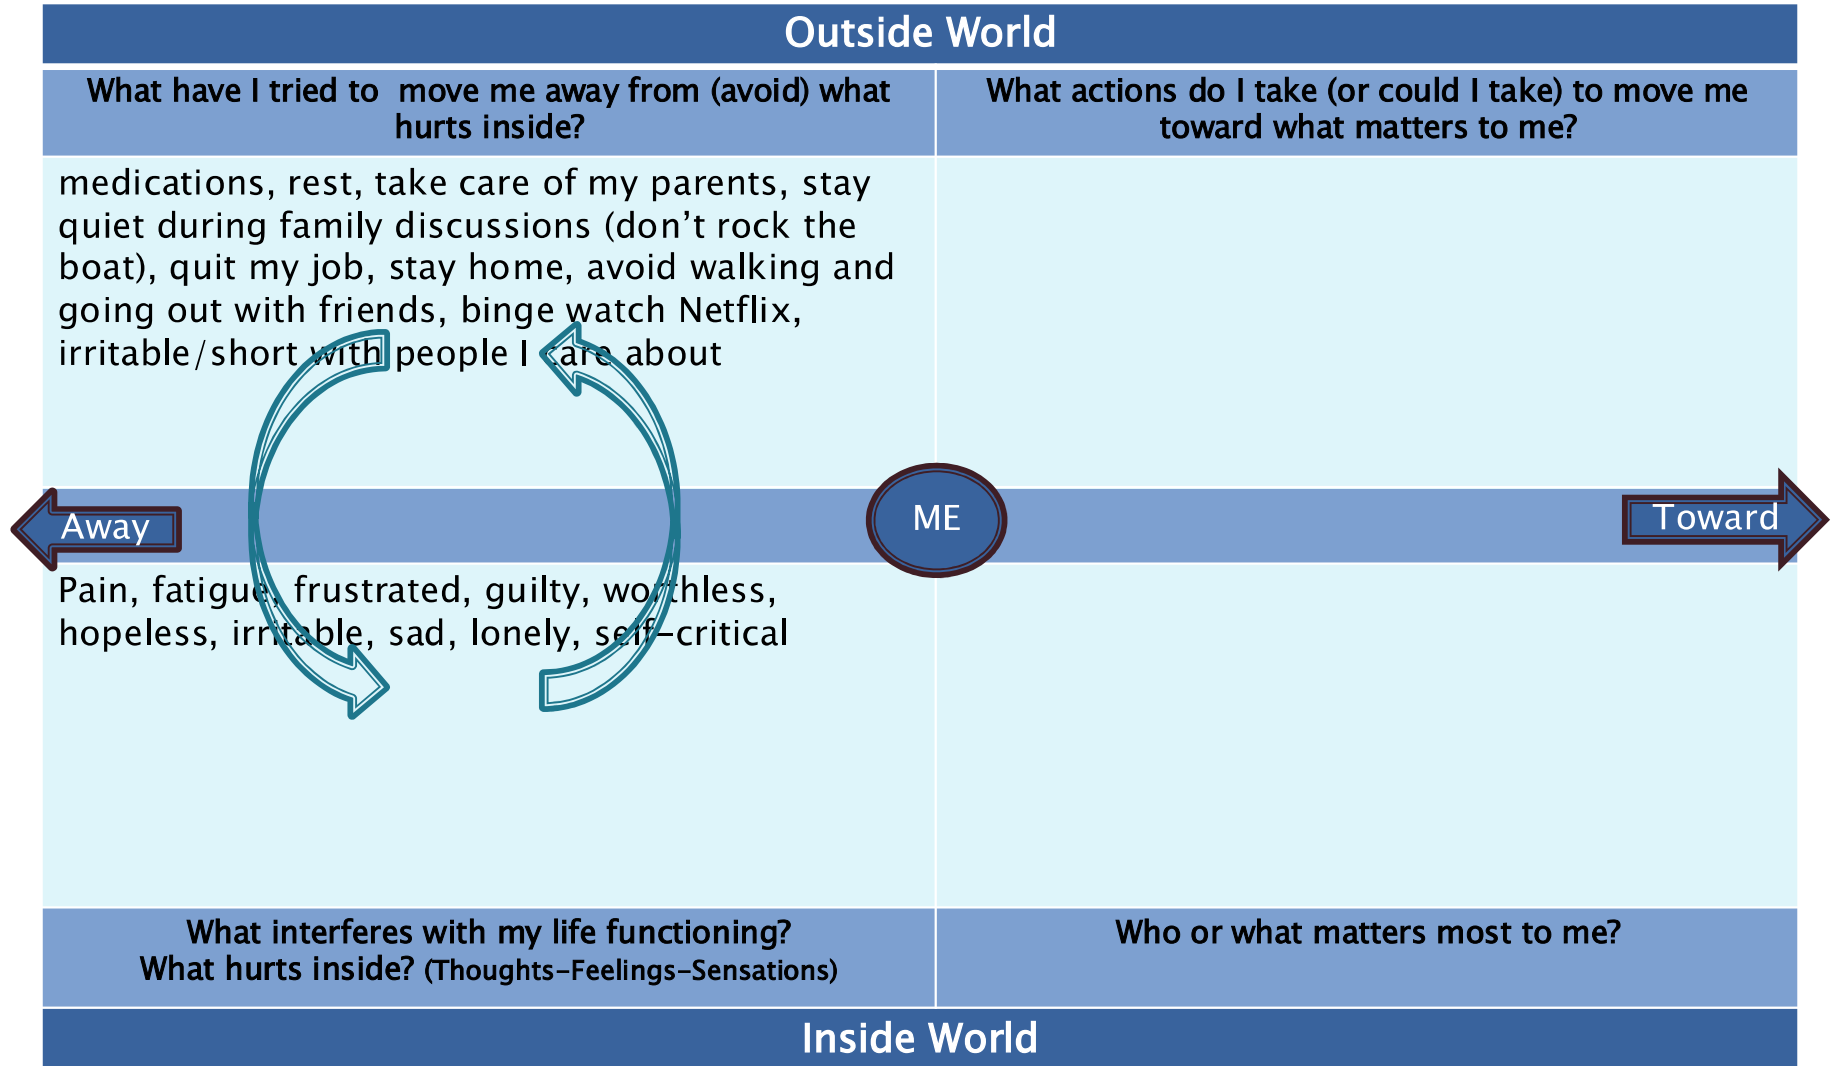 Outside World
What have I tried to  move me away from (avoid) what
hurts inside?
What actions do I take (or could I take) to move me
toward what matters to me?
medications, rest, take care of my parents, stay
quiet during family discussions (don’t rock the
boat), quit my job, stay home, avoid walking and
going out with friends, binge watch Netflix,
irritable/short with people I care about
Away
ME
Toward
Pain, fatigue, frustrated, guilty, worthless,
hopeless, irritable, sad, lonely, self-critical
What interferes with my life functioning?
What hurts inside? (Thoughts-Feelings-Sensations)
Who or what matters most to me?
Inside World